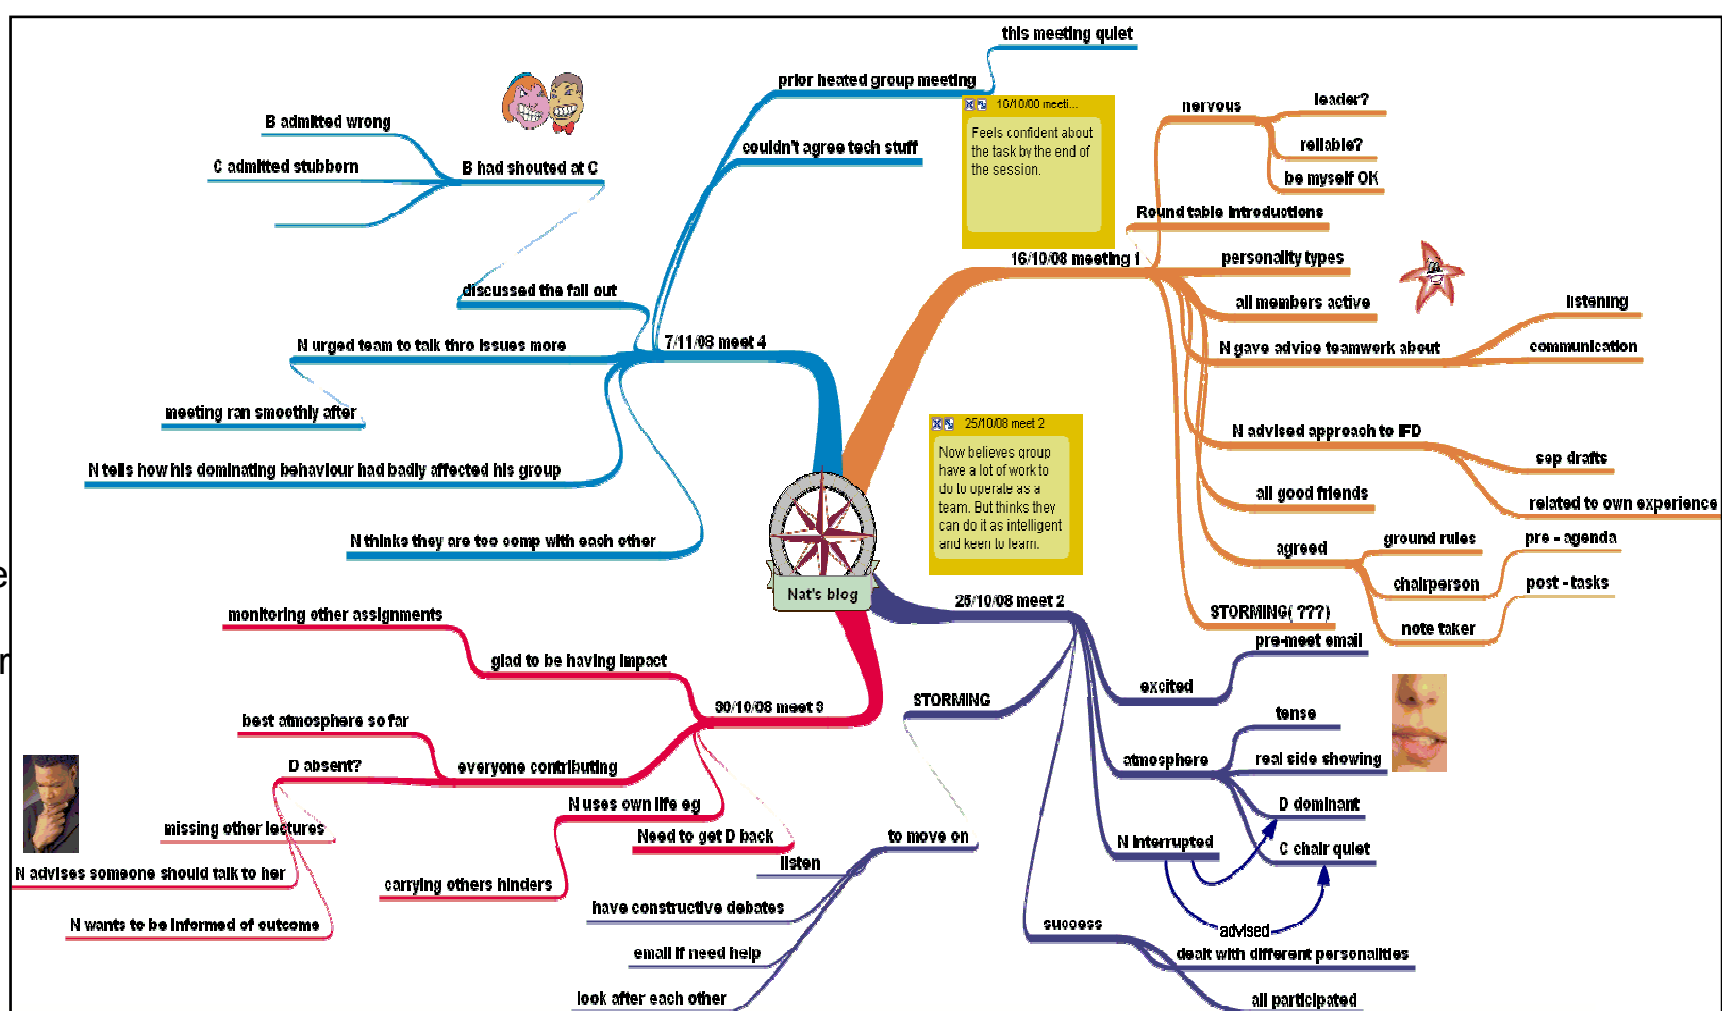 this meeting quiet
prior heated group meeting
couldn't agree tech stuff
B admitted wrong
C admitted stubborn
B had shouted at C
discussed the fall out
7/11/08 meet 4
N urged team to talk thro issues more
meeting ran smoothly after
N tells how his dominating behaviour had badly affected his group
N thinks they are too comp with each other
16/10/08 meeti...
Feels confident about
the task by the end of
the session.
nervous
leader?
reliable?
be myself OK
Round table introductions
16/10/08 meeting 1
personality types
all members active
N gave advice teamwork about
listening
communication
N advised approach to IFD
sep drafts
related to own experience
all good friends
agreed
ground rules
chairperson
pre - agenda
note taker
post - tasks
STORMING( ???)
25/10/08 meet 2
Now believes group
have a lot of work to
do to operate as a
team. But thinks they
can do it as intelligent
and keen to learn.
Nat's blog
25/10/08 meet 2
pre-meet email
excited
STORMING
tense
atmosphere
real side showing
D dominant
N interrupted
C chair quiet
advised
success
dealt with different personalities
all participated
to move on
listen
have constructive debates
email if need help
look after each other
30/10/08 meet 3
monitoring other assignments
glad to be having impact
best atmosphere so far
everyone contributing
D absent?
missing other lectures
N advises someone should talk to her
N wants to be informed of outcome
N uses own life eg
carrying others hinders
Need to get D back